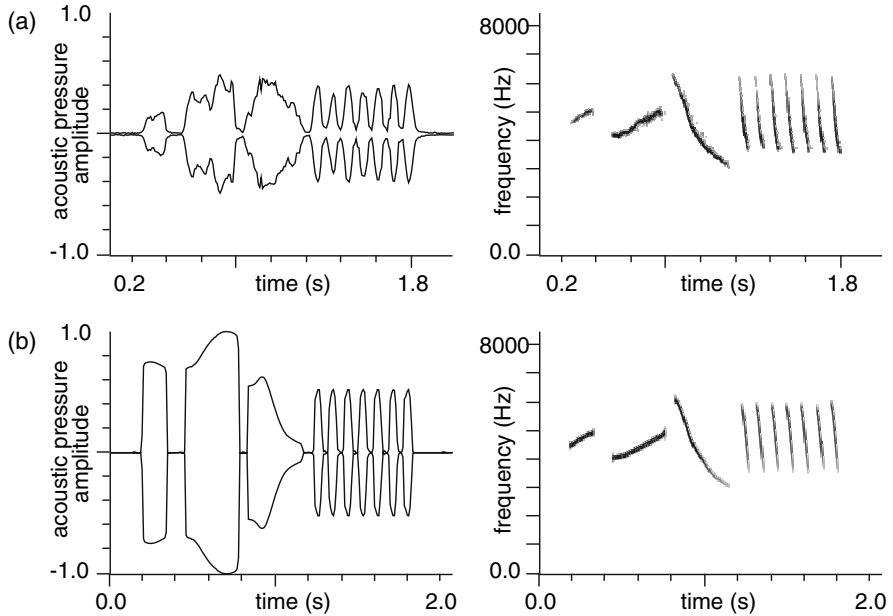 (a)
1.0
acoustic pressure
amplitude
-1.0
0.2
time (s)
1.8
8000
frequency (Hz)
0.0
0.2
time (s)
1.8
(b)
1.0
acoustic pressure
amplitude
-1.0
0.0
time (s)
2.0
8000
frequency (Hz)
0.0
0.0
time (s)
2.0